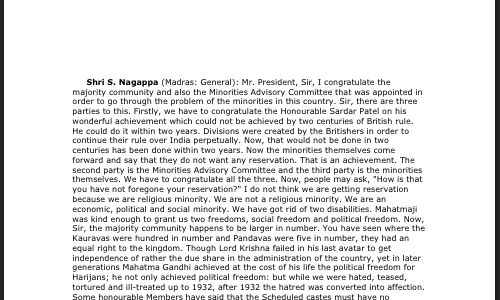 Shri S. Nagappa (Madras: General): Mr. President, Sir, I congratulate the
majority community and also the Minorities Advisory Committee that was appointed in
order to go through the problem of the minorities in this country. Sir, there are three
parties to this. Firstly, we have to congratulate the Honourable Sardar Patel on his
wonderful achievement which could not be achieved by two centuries of British rule.
He could do it within two years. Divisions were created by the Britishers in order to
continue their rule over India perpetually. Now, that would not be done in two
centuries has been done within two years. Now the minorities themselves come
forward and say that they do not want any reservation. That is an achievement. The
second party is the Minorities Advisory Committee and the third party is the minorities
themselves. We have to congratulate all the three. Now, people may ask, "How is that
you have not foregone your reservation?" I do not think we are getting reservation
because we are religious minority. We are not a religious minority. We are an
economic, political and social minority. We have got rid of two disabilities. Mahatmaji
was kind enough to grant us two freedoms, social freedom and political freedom. Now,
Sir, the majority community happens to be larger in number. You have seen where the
Kauravas were hundred in number and Pandavas were five in number, they had an
equal right to the kingdom. Though Lord Krishna failed in his last avatar to get
independence of rather the due share in the administration of the country, yet in later
generations Mahatma Gandhi achieved at the cost of his life the political freedom for
Harijans; he not only achieved political freedom: but while we were hated, teased,
tortured and ill-treated up to 1932, after 1932 the hatred was converted into affection.
Some honourable Members have said that the Scheduled castes must have no